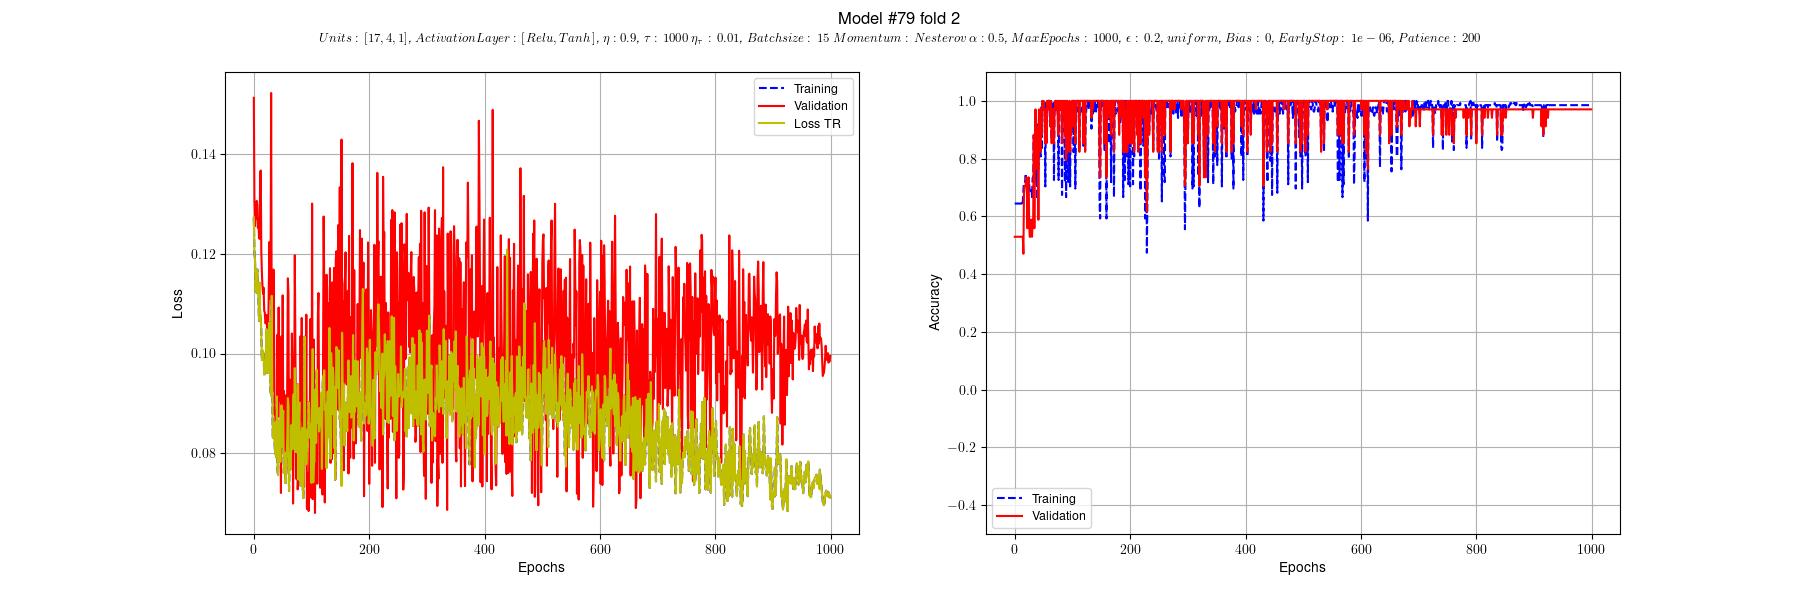 Model #79 fold 2
Units : [17, 4, 1], ActivationLayer : [Relu, Tanh], η : 0.9, τ : 1000 η_τ : 0.01, Batchsize : 15 Momentum : Nesterov α : 0.5, MaxEpochs : 1000, ϵ : 0.2, uniform, Bias : 0, EarlyStop : 1e − 06, Patience : 200
Training
Validation
Loss TR
Loss
0.14
0.12
0.10
0.08
0 200 400 600 800 1000
Epochs
Accuracy
1.0
0.8
0.6
0.4
0.2
0.0
−0.2
−0.4
Training
Validation
0 200 400 600 800 1000
Epochs